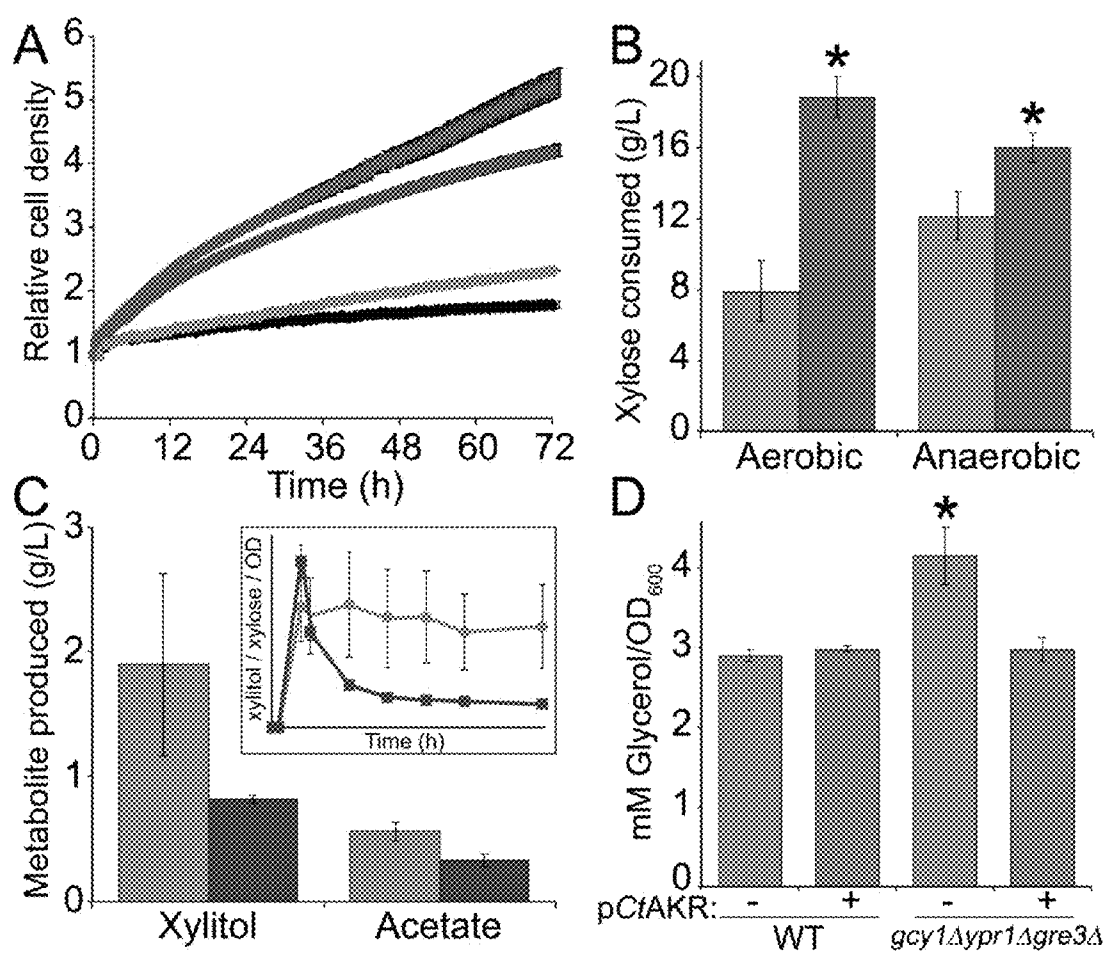 A
6
5
4
3
2
1
0
Relative cell density
0 12 24 36 48 60 72
Time (h)
B
20
16
12
8
4
0
Xylose consumed (g/L)
* *
Aerobic Anaerobic
C
3
2
1
0
Metabolite produced (g/L)
xylitol / xylose / OD
Time (h)
Xylitol Acetate
D
4
3
2
1
0
mM Glycerol/OD600
*
pCtAKR: - + - +
WT gcy1Δypr1Δgre3Δ